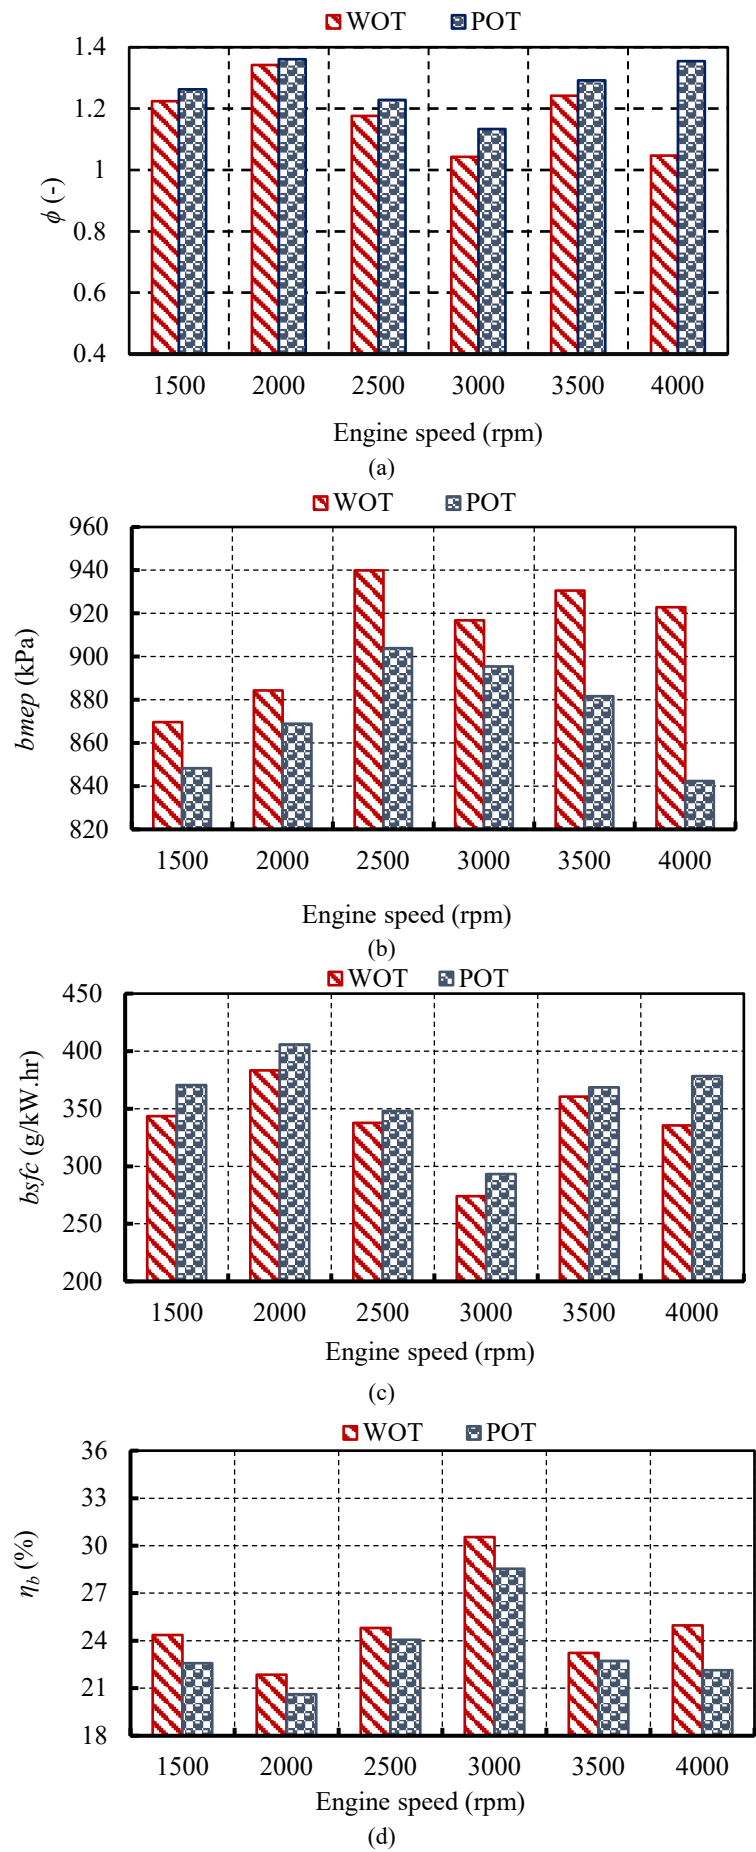 WOT POT
1.4
1.2
1
0.8
0.6
0.4
ϕ (-)
1500 2000 2500 3000 3500 4000
Engine speed (rpm)
(a)
WOT POT
960
940
920
900
880
860
840
820
bmep (kPa)
1500 2000 2500 3000 3500 4000
Engine speed (rpm)
(b)
WOT POT
450
400
350
300
250
200
bsfc (g/kW.hr)
1500 2000 2500 3000 3500 4000
Engine speed (rpm)
(c)
WOT POT
36
33
30
27
24
21
18
η_b (%)
1500 2000 2500 3000 3500 4000
Engine speed (rpm)
(d)